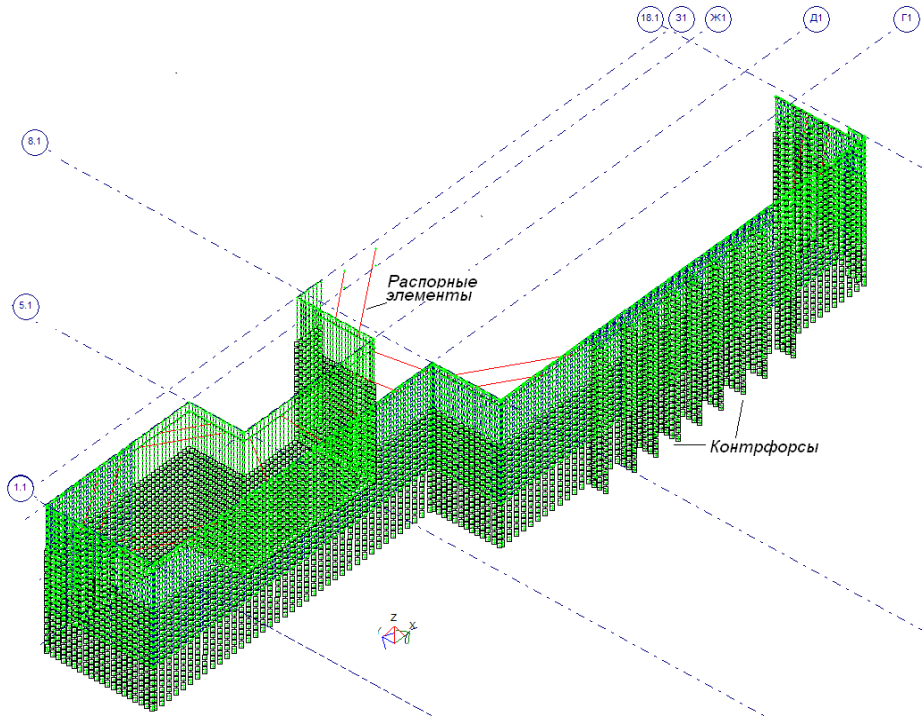 18.1 З1 Ж1 Д1 Г1
8.1
Распорные
элементы
5.1
Контрфорсы
1.1
Z
X